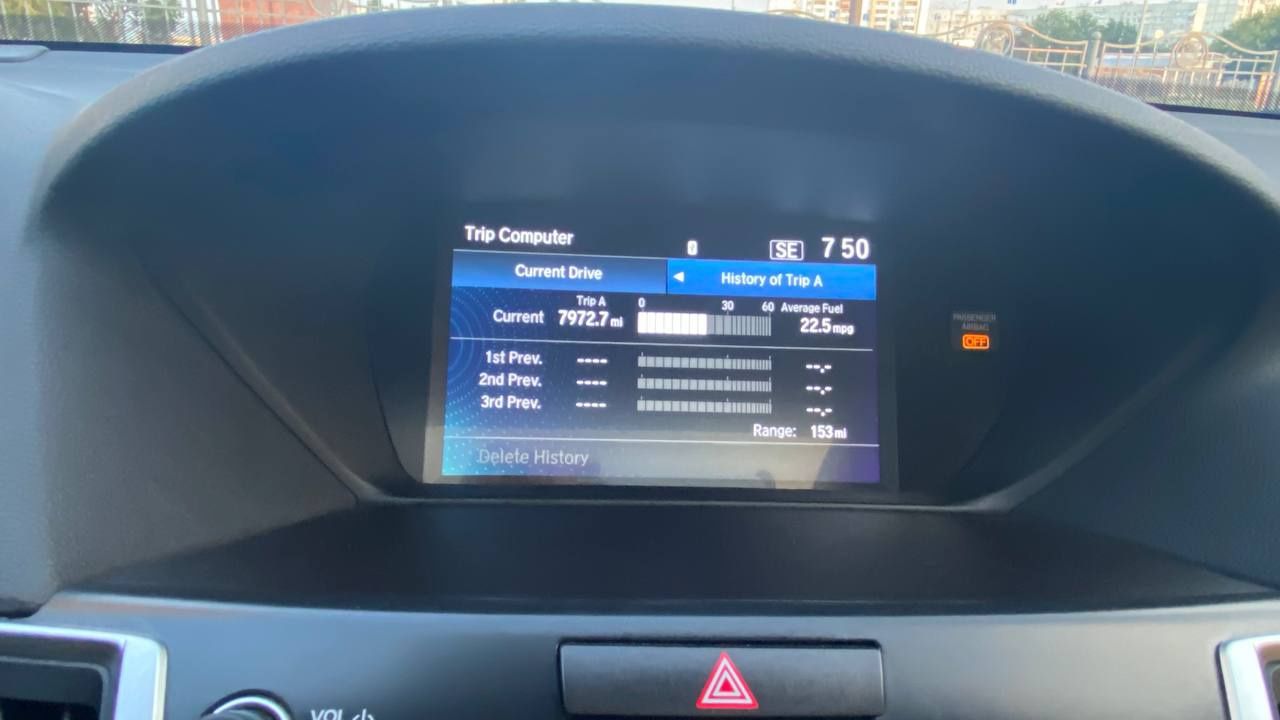 Trip Computer SE 7 50
Current Drive ◀ History of Trip A
Trip A 0 30 60 Average Fuel
Current 7972.7 mi 22.5 mpg
1st Prev. ---- --.-
2nd Prev. ---- --.-
3rd Prev. ---- --.-
Range: 153 mi
Delete History
PASSENGER
AIRBAG
OFF
VOL